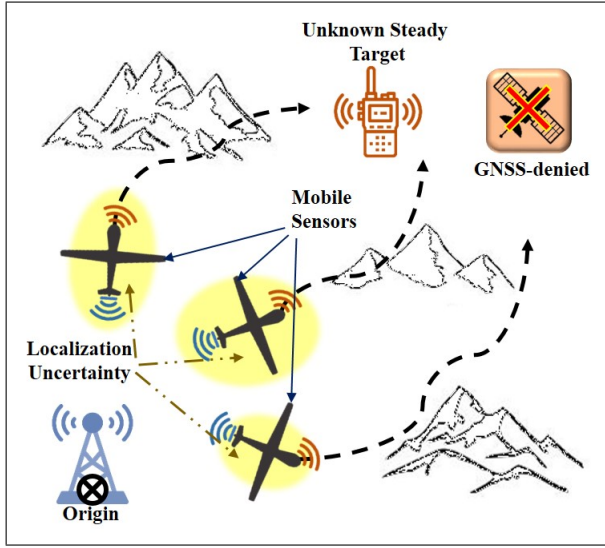 Unknown Steady
Target
GNSS-denied
Mobile
Sensors
Localization
Uncertainty
Origin